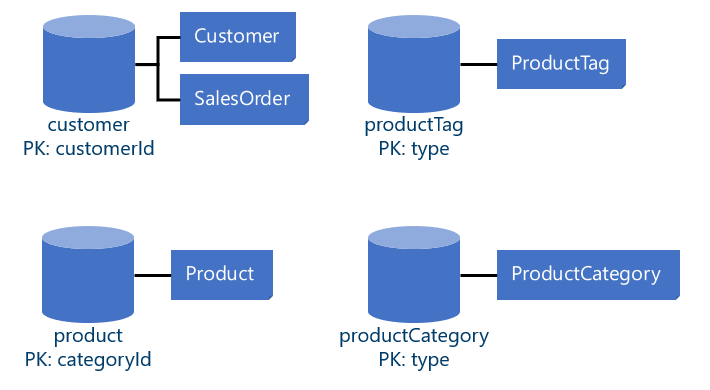 Customer
SalesOrder
customer
PK: customerId
ProductTag
productTag
PK: type
Product
product
PK: categoryId
ProductCategory
productCategory
PK: type